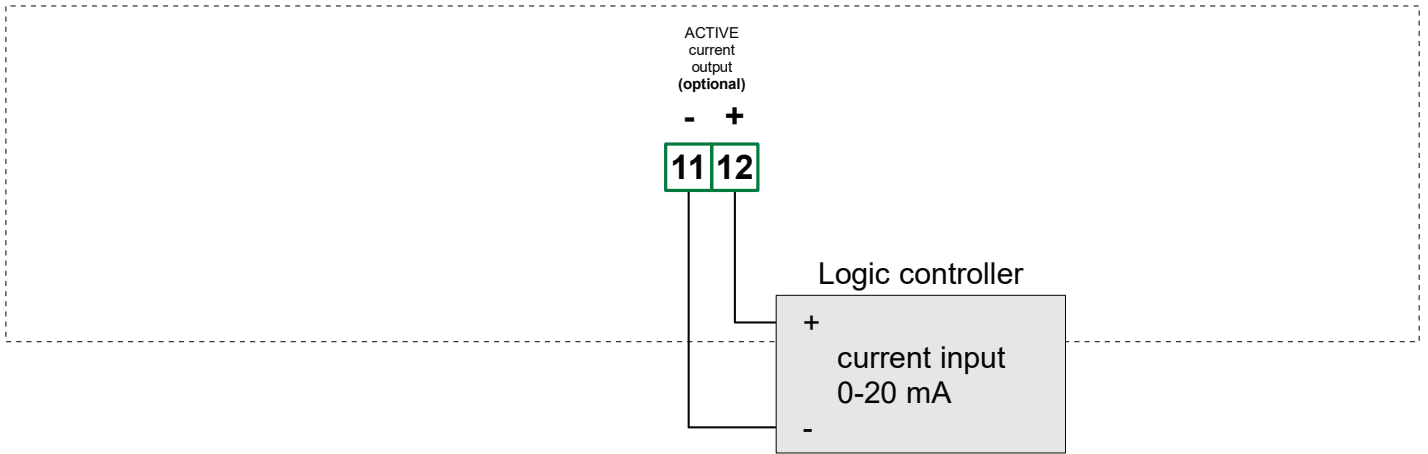 ACTIVE
current
output
(optional)
- +
11 12
Logic controller
+
current input
0-20 mA
-